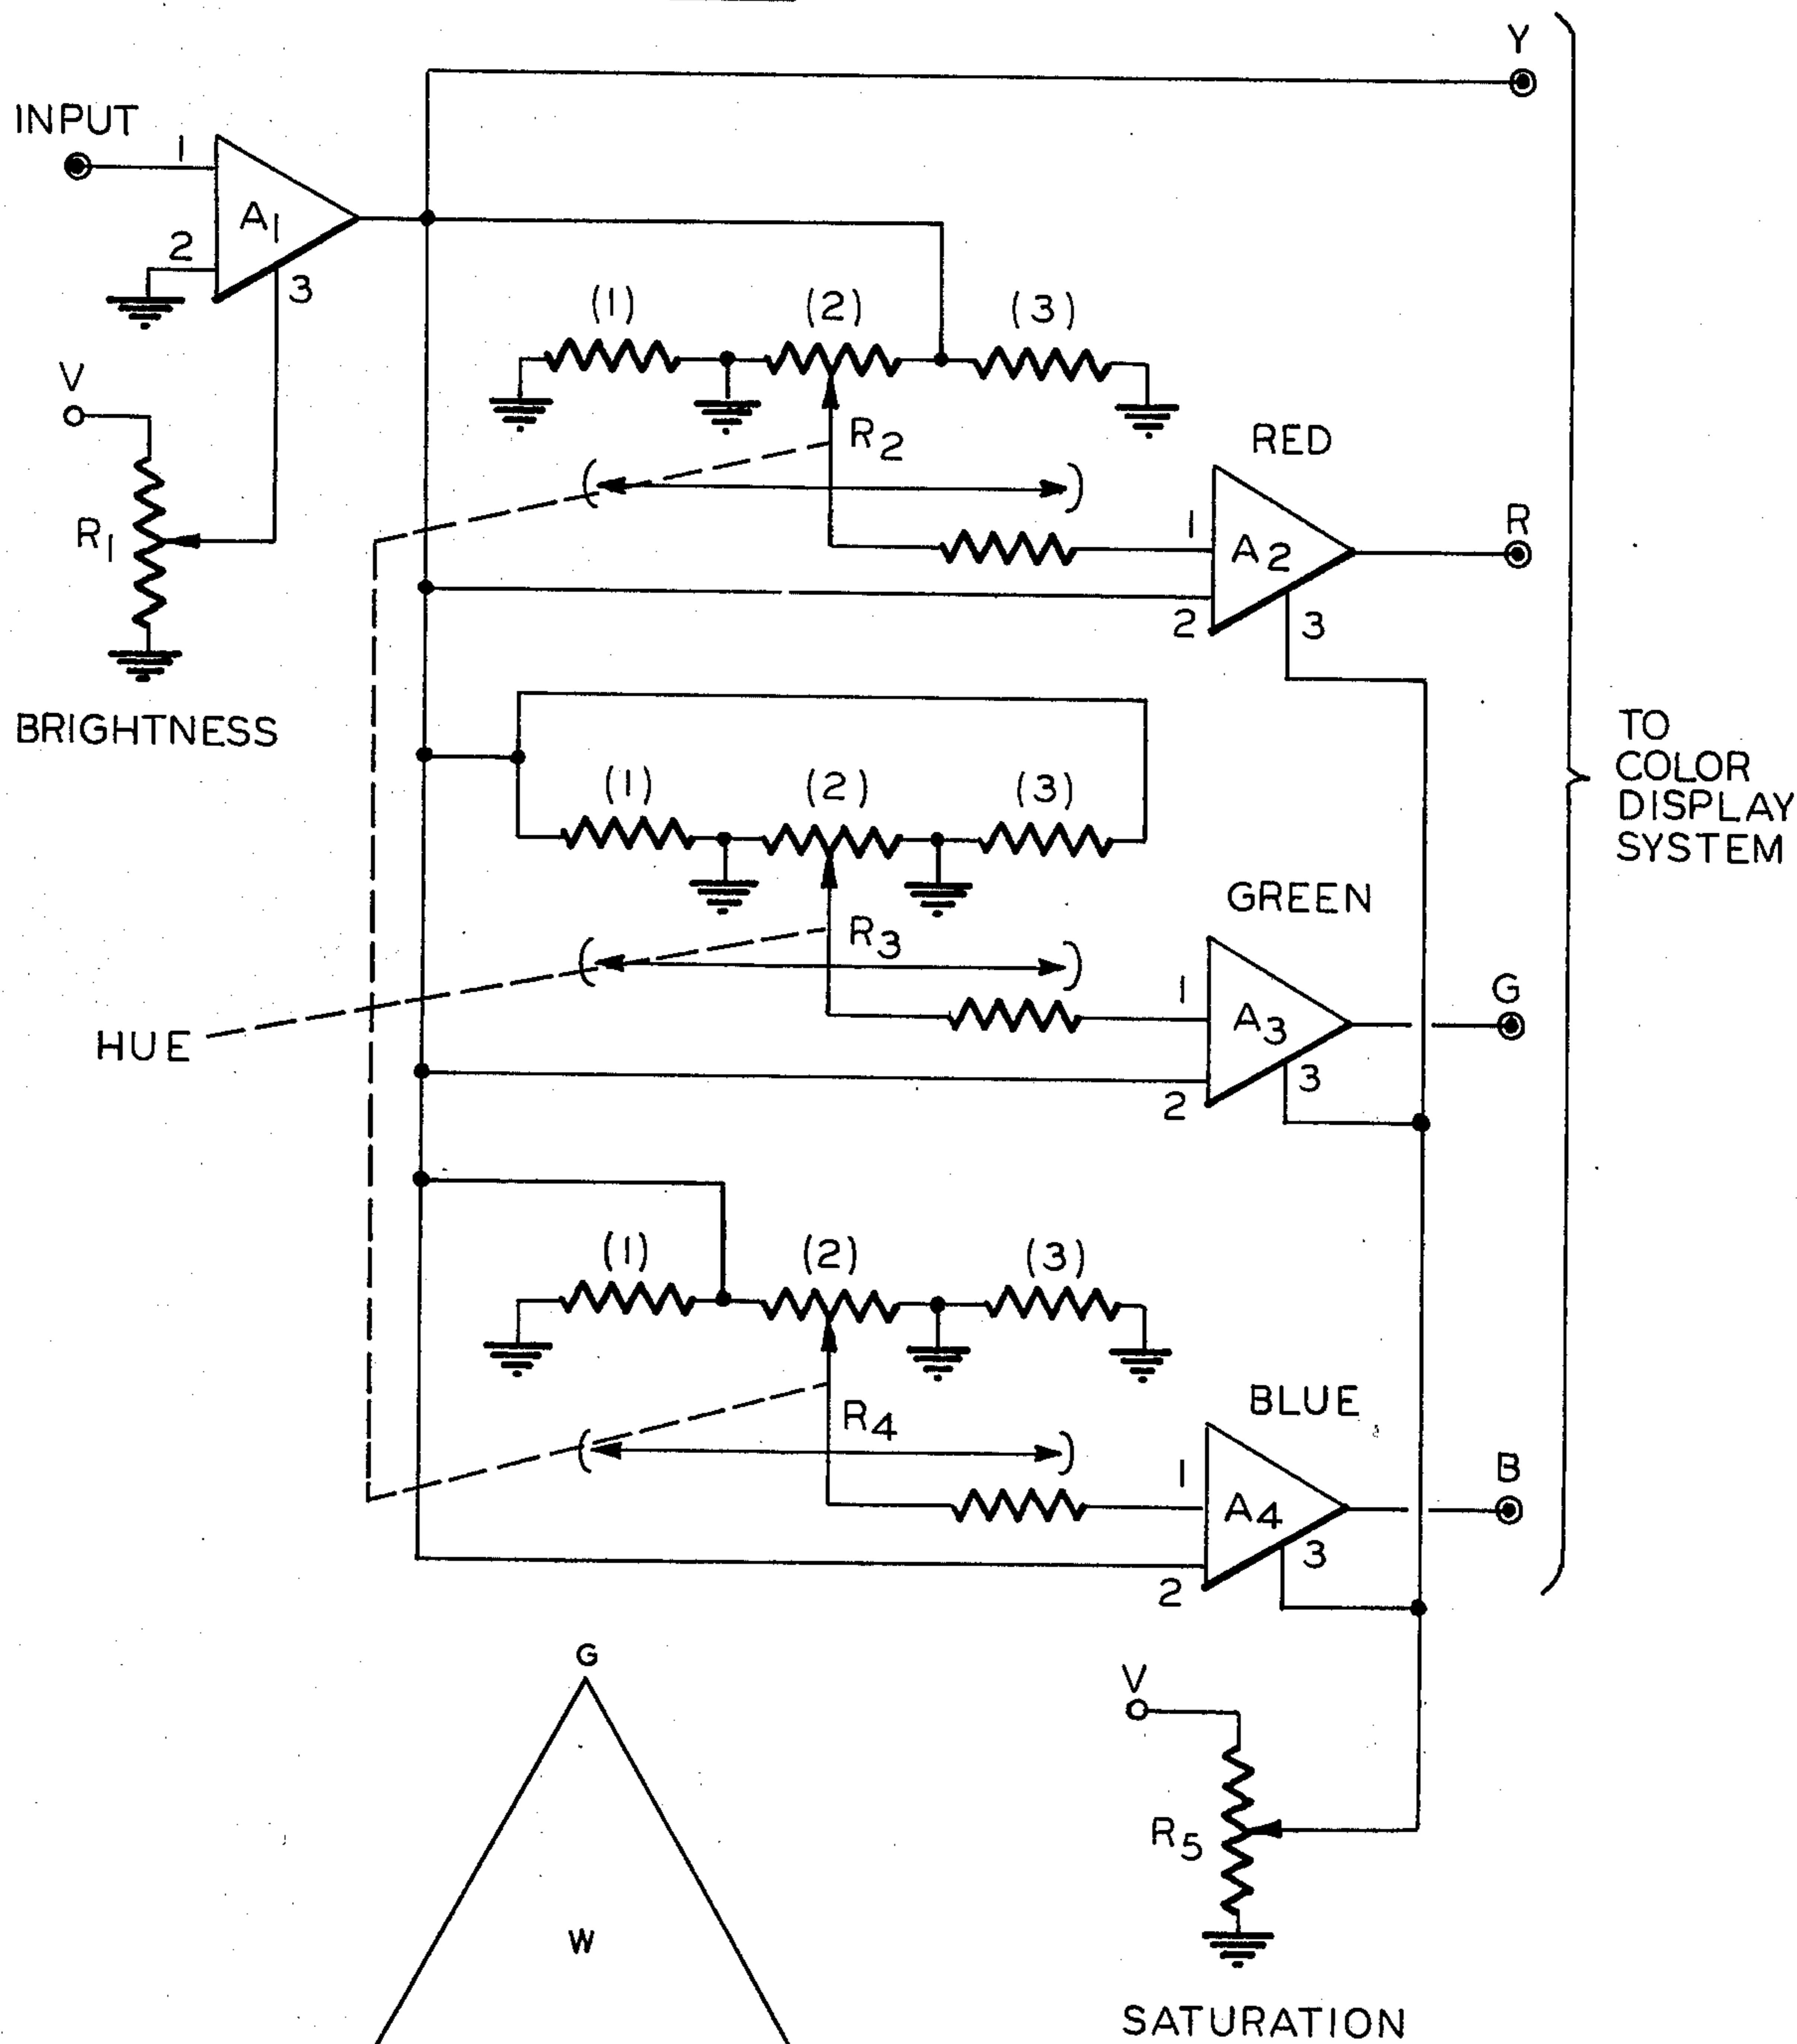 Y
INPUT
1
A1
2
3
(1) (2) (3)
V
R2
RED
R1
1
A2
R
2
3
BRIGHTNESS
TO
COLOR
DISPLAY
SYSTEM
(1) (2) (3)
GREEN
R3
1
A3
G
HUE
3
2
(1) (2) (3)
BLUE
R4
1
A4
B
3
2
G
V
R5
W
SATURATION